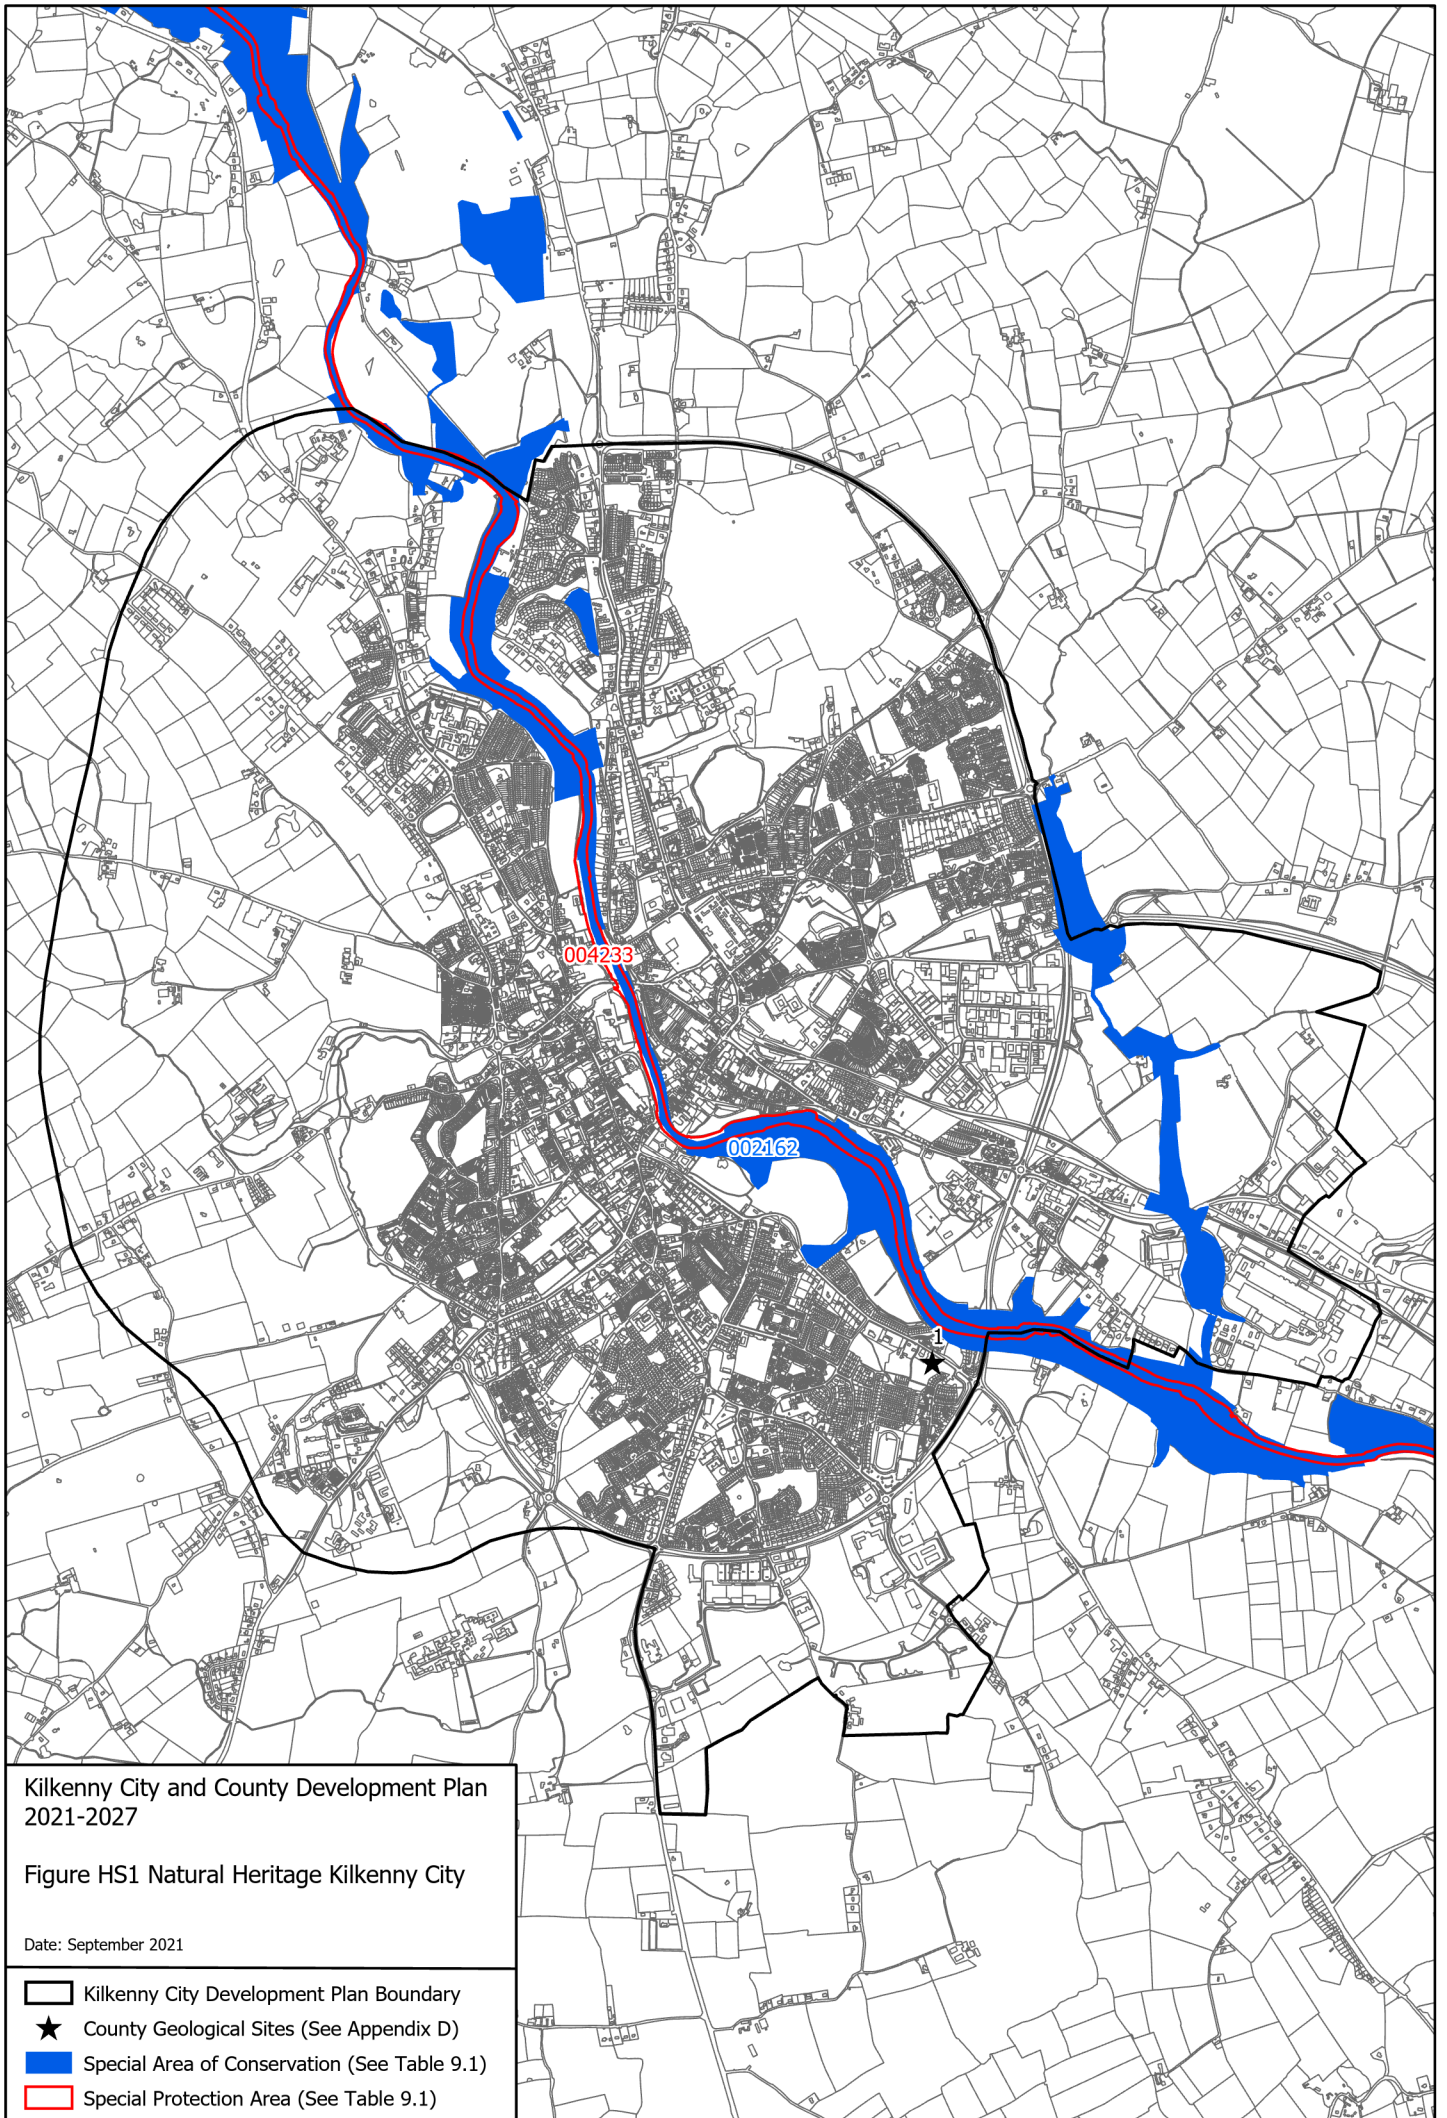 004233
002162
1
Kilkenny City and County Development Plan
2021-2027
Figure HS1 Natural Heritage Kilkenny City
Date: September 2021
Kilkenny City Development Plan Boundary
County Geological Sites (See Appendix D)
Special Area of Conservation (See Table 9.1)
Special Protection Area (See Table 9.1)